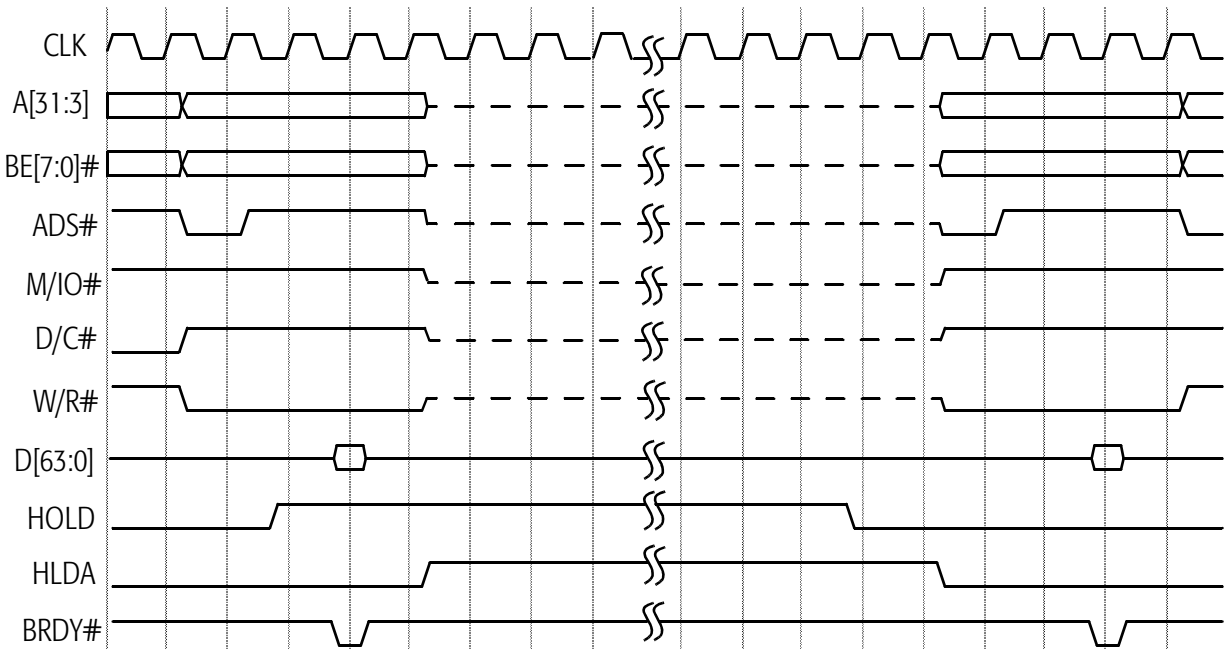 CLK
A[31:3]
BE[7:0]#
ADS#
M/IO#
D/C#
W/R#
D[63:0]
HOLD
HLDA
BRDY#